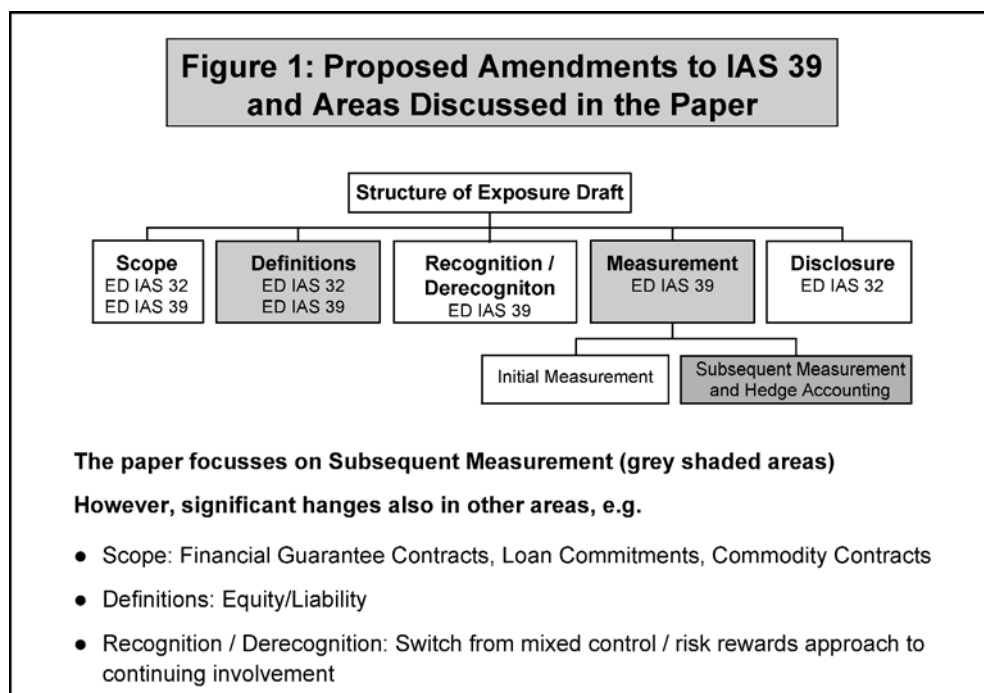 Figure 1: Proposed Amendments to IAS 39
and Areas Discussed in the Paper
Structure of Exposure Draft
Scope
ED IAS 32
ED IAS 39
Definitions
ED IAS 32
ED IAS 39
Recognition /
Derecogniton
ED IAS 39
Measurement
ED IAS 39
Disclosure
ED IAS 32
Initial Measurement
Subsequent Measurement
and Hedge Accounting
The paper focusses on Subsequent Measurement (grey shaded areas)
However, significant hanges also in other areas, e.g.
● Scope: Financial Guarantee Contracts, Loan Commitments, Commodity Contracts
● Definitions: Equity/Liability
● Recognition / Derecognition: Switch from mixed control / risk rewards approach to
continuing involvement